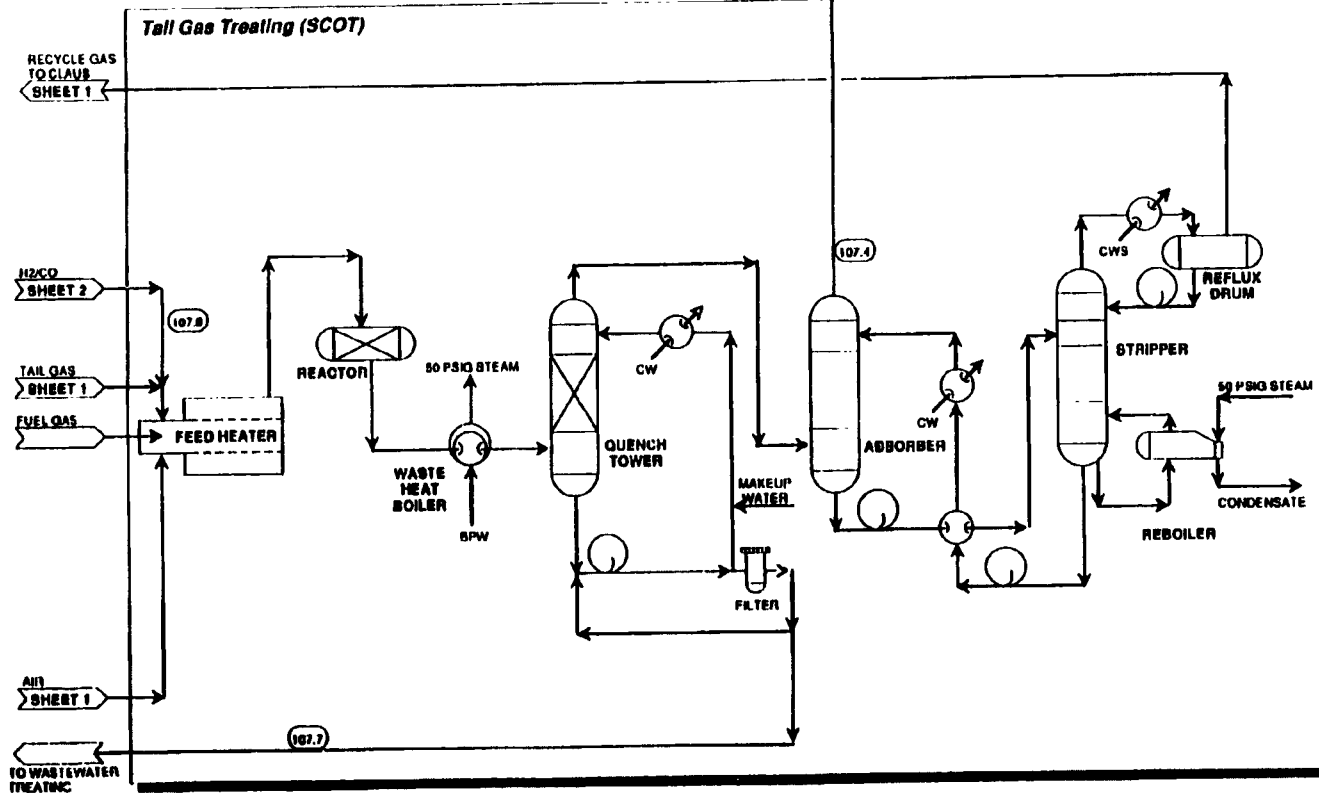 Tail Gas Treating (SCOT)
RECYCLE GAS
TO CLAUS
SHEET 1
107.4
CWS
REFLUX
DRUM
H2/CO
SHEET 2
107.6
STRIPPER
REACTOR
50 PSIG STEAM
CW
TAIL GAS
SHEET 1
50 PSIG STEAM
FUEL GAS
FEED HEATER
CW
QUENCH
TOWER
ABSORBER
WASTE
HEAT
BOILER
MAKEUP
WATER
CONDENSATE
BFW
REBOILER
FILTER
AIR
SHEET 1
107.7
TO WASTEWATER
TREATING